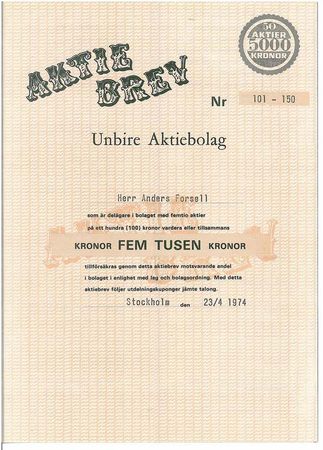 AKTIE
BREV
50
AKTIER
5000
KRONOR
Nr 101 - 150
Unbire Aktiebolag
Herr Anders Forsell
som är delägare i bolaget med femtio aktier
på ett hundra (100) kronor vardera eller tillsammans
KRONOR FEM TUSEN KRONOR
tillförsäkras genom detta aktiebrev motsvarande andel
i bolaget i enlighet med lag och bolagsordning. Med detta
aktiebrev följer utdelningskuponger jämte talong.
Stockholm den 23/4 1974